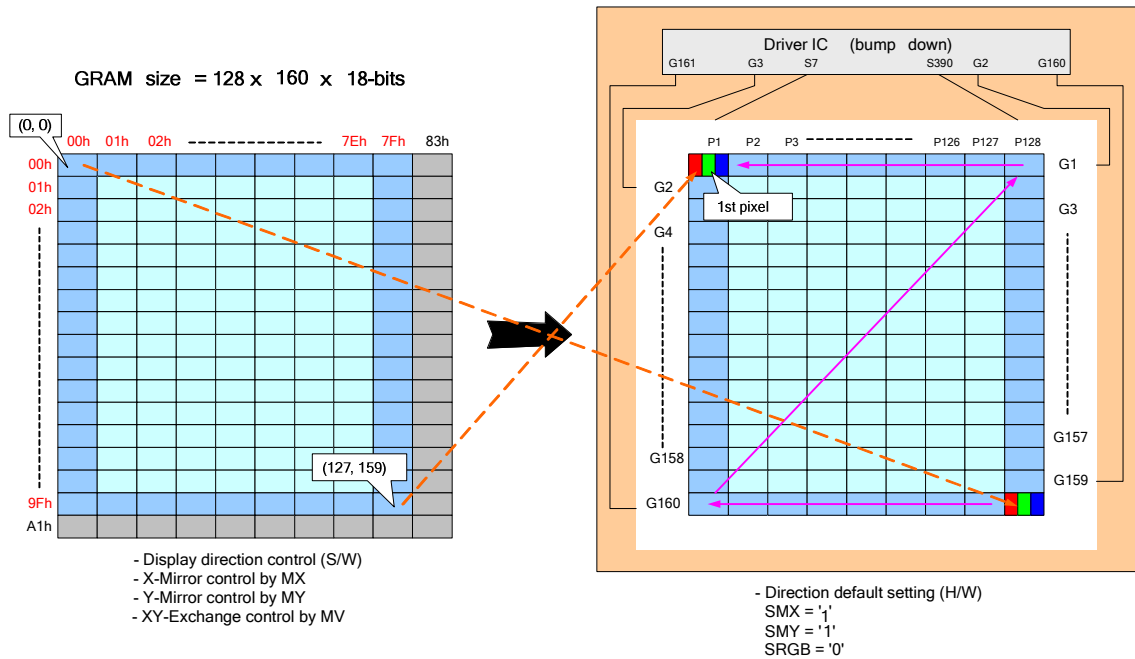 GRAM size = 128 x 160 x 18-bits
(0, 0)
00h 01h 02h 7Eh 7Fh 83h
00h
01h
02h
9Fh
A1h
(127, 159)
- Display direction control (S/W)
- X-Mirror control by MX
- Y-Mirror control by MY
- XY-Exchange control by MV
Driver IC (bump down)
G161 G3 S7 S390 G2 G160
P1 P2 P3 P126 P127 P128
G1
G2
1st pixel
G3
G4
G157
G158
G159
G160
- Direction default setting (H/W)
SMX = '1'
SMY = '1'
SRGB = '0'